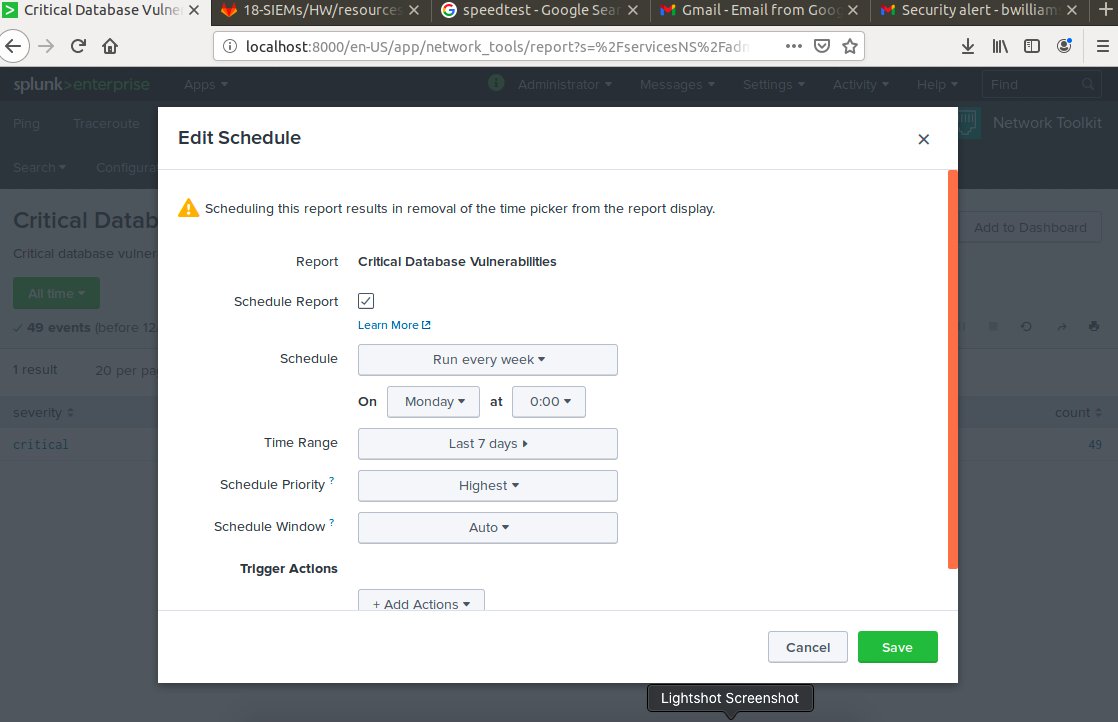 Critical Database Vulner
18-SIEMs/HW/resources
speedtest - Google Sear
Gmail - Email from Goog
Security alert - bwilliam
localhost:8000/en-US/app/network_tools/report?s=%2FservicesNS%2Fadm
splunk>enterprise
Apps
i
Administrator
Messages
Settings
Activity
Help
Find
Ping
Traceroute
Network Toolkit
Search
Configurat
Edit Schedule
Scheduling this report results in removal of the time picker from the report display.
Critical Datab
Add to Dashboard
Critical database vulner
Report
Critical Database Vulnerabilities
All time
Schedule Report
Learn More
49 events (before 12
Schedule
Run every week
1 result
20 per pa
On
Monday
at
0:00
severity
count
Time Range
Last 7 days
critical
49
Schedule Priority ?
Highest
Schedule Window ?
Auto
Trigger Actions
+ Add Actions
Cancel
Save
Lightshot Screenshot